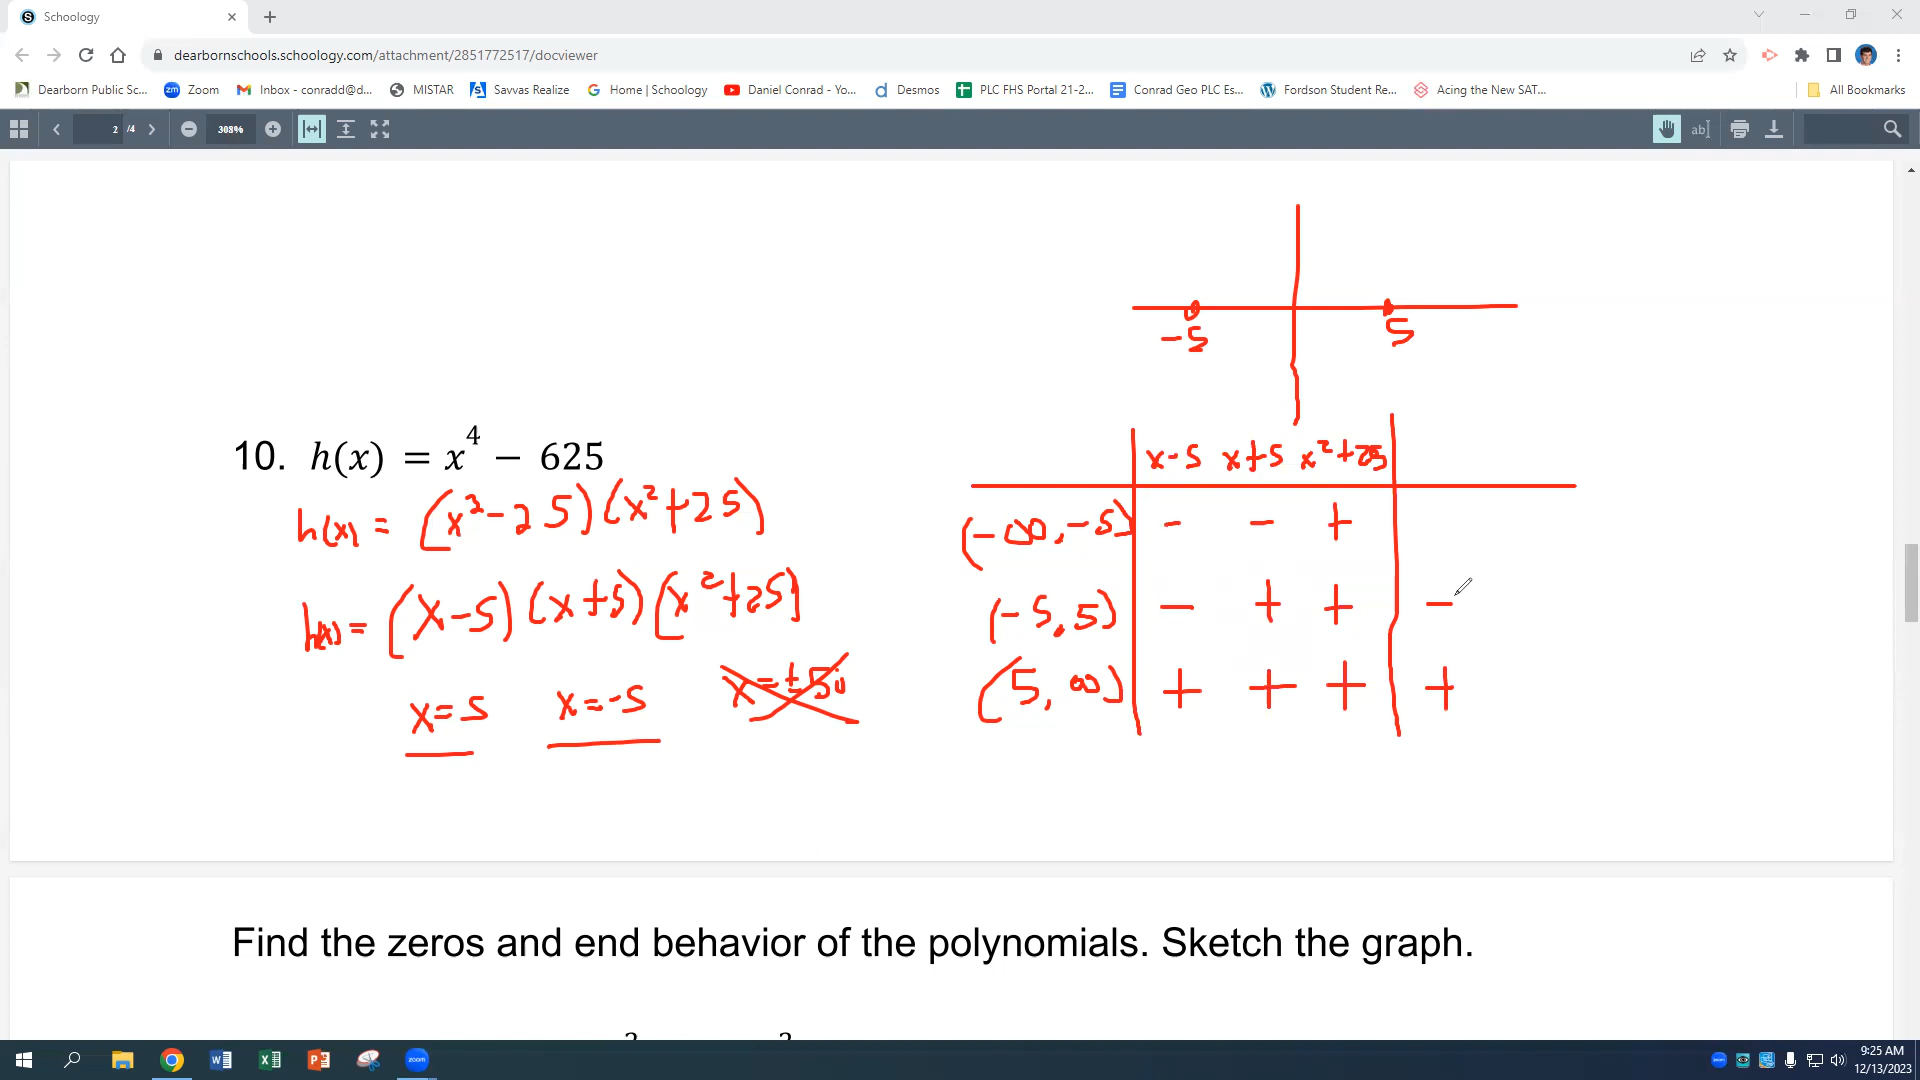 Schoology
dearbornschools.schoology.com/attachment/2851772517/docviewer
Dearborn Public Sc... Zoom Inbox - conradd@d... MISTAR Savvas Realize Home | Schoology Daniel Conrad - Yo... Desmos PLC FHS Portal 21-2... Conrad Geo PLC Es... Fordson Student Re... Acing the New SAT... All Bookmarks
2 /4 308%
-5 5
10. h(x) = x⁴ − 625
x-5 x+5 x²+25
h(x) = (x²-25)(x²+25)
(-∞,-5) - - +
h(x) = (x-5)(x+5)(x²+25)
(-5,5) - + + -
x=5 x=-5 x=±5i
(5,∞) + + + +
Find the zeros and end behavior of the polynomials. Sketch the graph.
3 2
zoom
9:25 AM
12/13/2023